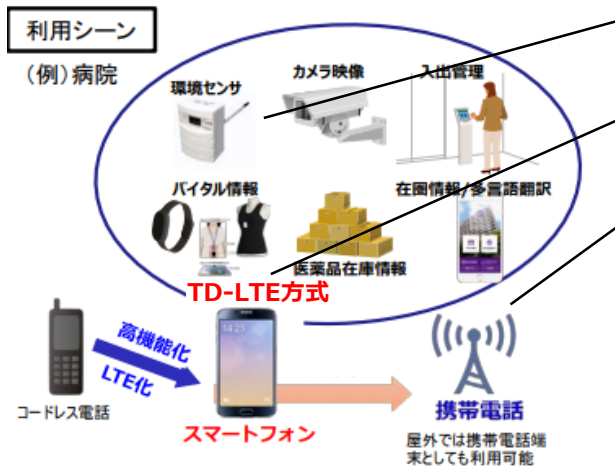 利用シーン
(例)病院
環境センサ
カメラ映像
入出管理
バイタル情報
医薬品在庫情報
在圏情報/多言語翻訳
TD-LTE方式
14:25
高機能化
LTE化
コードレス電話
スマートフォン
携帯電話
屋外では携帯電話端
末としても利用可能